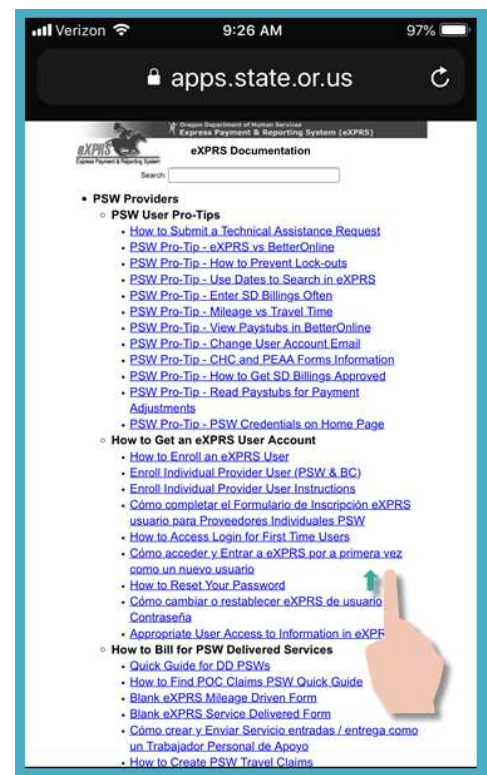 Verizon 9:26 AM 97%
apps.state.or.us
Oregon Department of Human Services
Express Payment & Reporting System (eXPRS)
eXPRS
Express Payment & Reporting System
eXPRS Documentation
Search:
• PSW Providers
○ PSW User Pro-Tips
• How to Submit a Technical Assistance Request
• PSW Pro-Tip - eXPRS vs BetterOnline
• PSW Pro-Tip - How to Prevent Lock-outs
• PSW Pro-Tip - Use Dates to Search in eXPRS
• PSW Pro-Tip - Enter SD Billings Often
• PSW Pro-Tip - Mileage vs Travel Time
• PSW Pro-Tip - View Paystubs in BetterOnline
• PSW Pro-Tip - Change User Account Email
• PSW Pro-Tip - CHC and PEAA Forms Information
• PSW Pro-Tip - How to Get SD Billings Approved
• PSW Pro-Tip - Read Paystubs for Payment
Adjustments
• PSW Pro-Tip - PSW Credentials on Home Page
○ How to Get an eXPRS User Account
• How to Enroll an eXPRS User
• Enroll Individual Provider User (PSW & BC)
• Enroll Individual Provider User Instructions
• Cómo completar el Formulario de Inscripción eXPRS
usuario para Proveedores Individuales PSW
• How to Access Login for First Time Users
• Cómo acceder y Entrar a eXPRS por a primera vez
como un nuevo usuario
• How to Reset Your Password
• Cómo cambiar o restablecer eXPRS de usuario
Contraseña
• Appropriate User Access to Information in eXPR
○ How to Bill for PSW Delivered Services
• Quick Guide for DD PSWs
• How to Find POC Claims PSW Quick Guide
• Blank eXPRS Mileage Driven Form
• Blank eXPRS Service Delivered Form
• Cómo crear y Enviar Servicio entradas / entrega como
un Trabajador Personal de Apoyo
• How to Create PSW Travel Claims